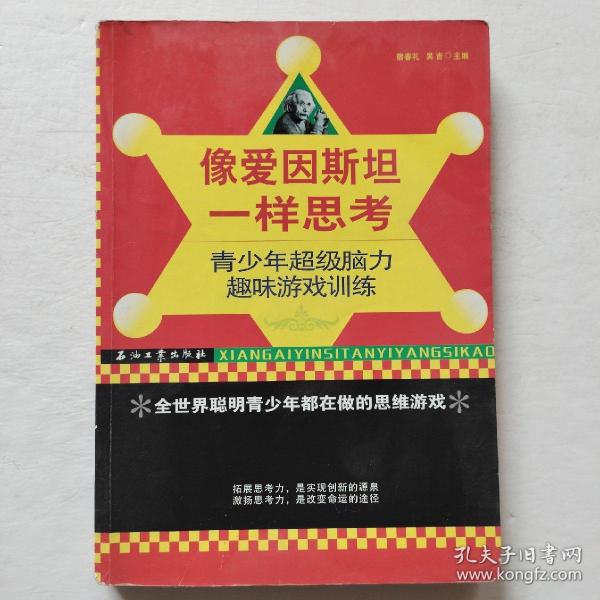 宿春礼 吴吉◎主编
像爱因斯坦
一样思考
青少年超级脑力
趣味游戏训练
石油工业出版社 XIANGAIYINSITANYIYANGSIKAO
＊全世界聪明青少年都在做的思维游戏＊
拓展思考力，是实现创新的源泉
激扬思考力，是改变命运的途径
孔夫子旧书网
www.kongfz.com